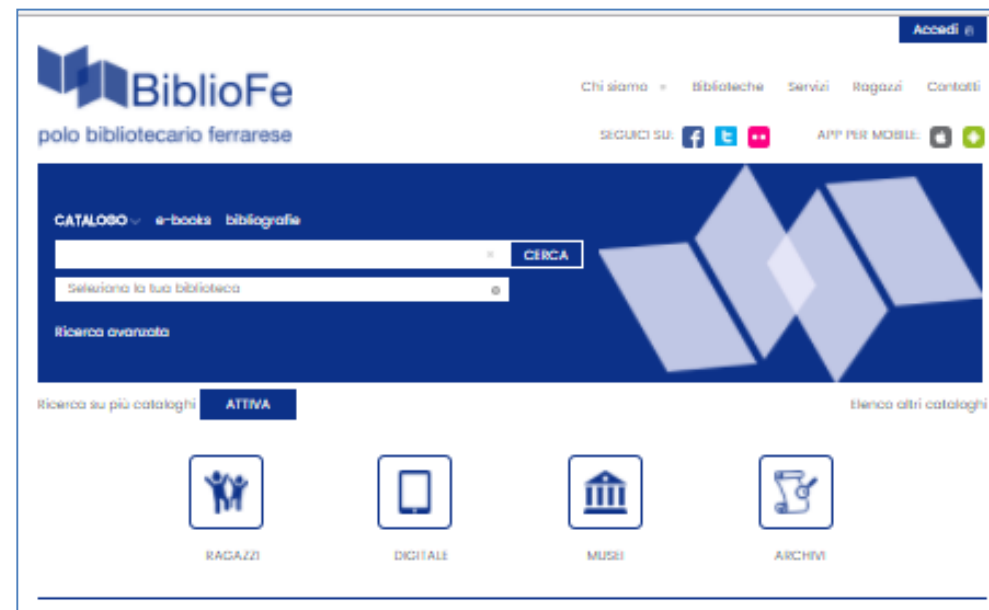 Accedi
BiblioFe
polo bibliotecario ferrarese
Chi siamo Biblioteche Servizi Ragazzi Contatti
SEGUICI SU: APP PER MOBILE:
CATALOGO e-books bibliografie
CERCA
Seleziona la tua biblioteca
Ricerca avanzata
Ricerca su più cataloghi ATTIVA Elenco altri cataloghi
RAGAZZI DIGITALE MUSEI ARCHIVI